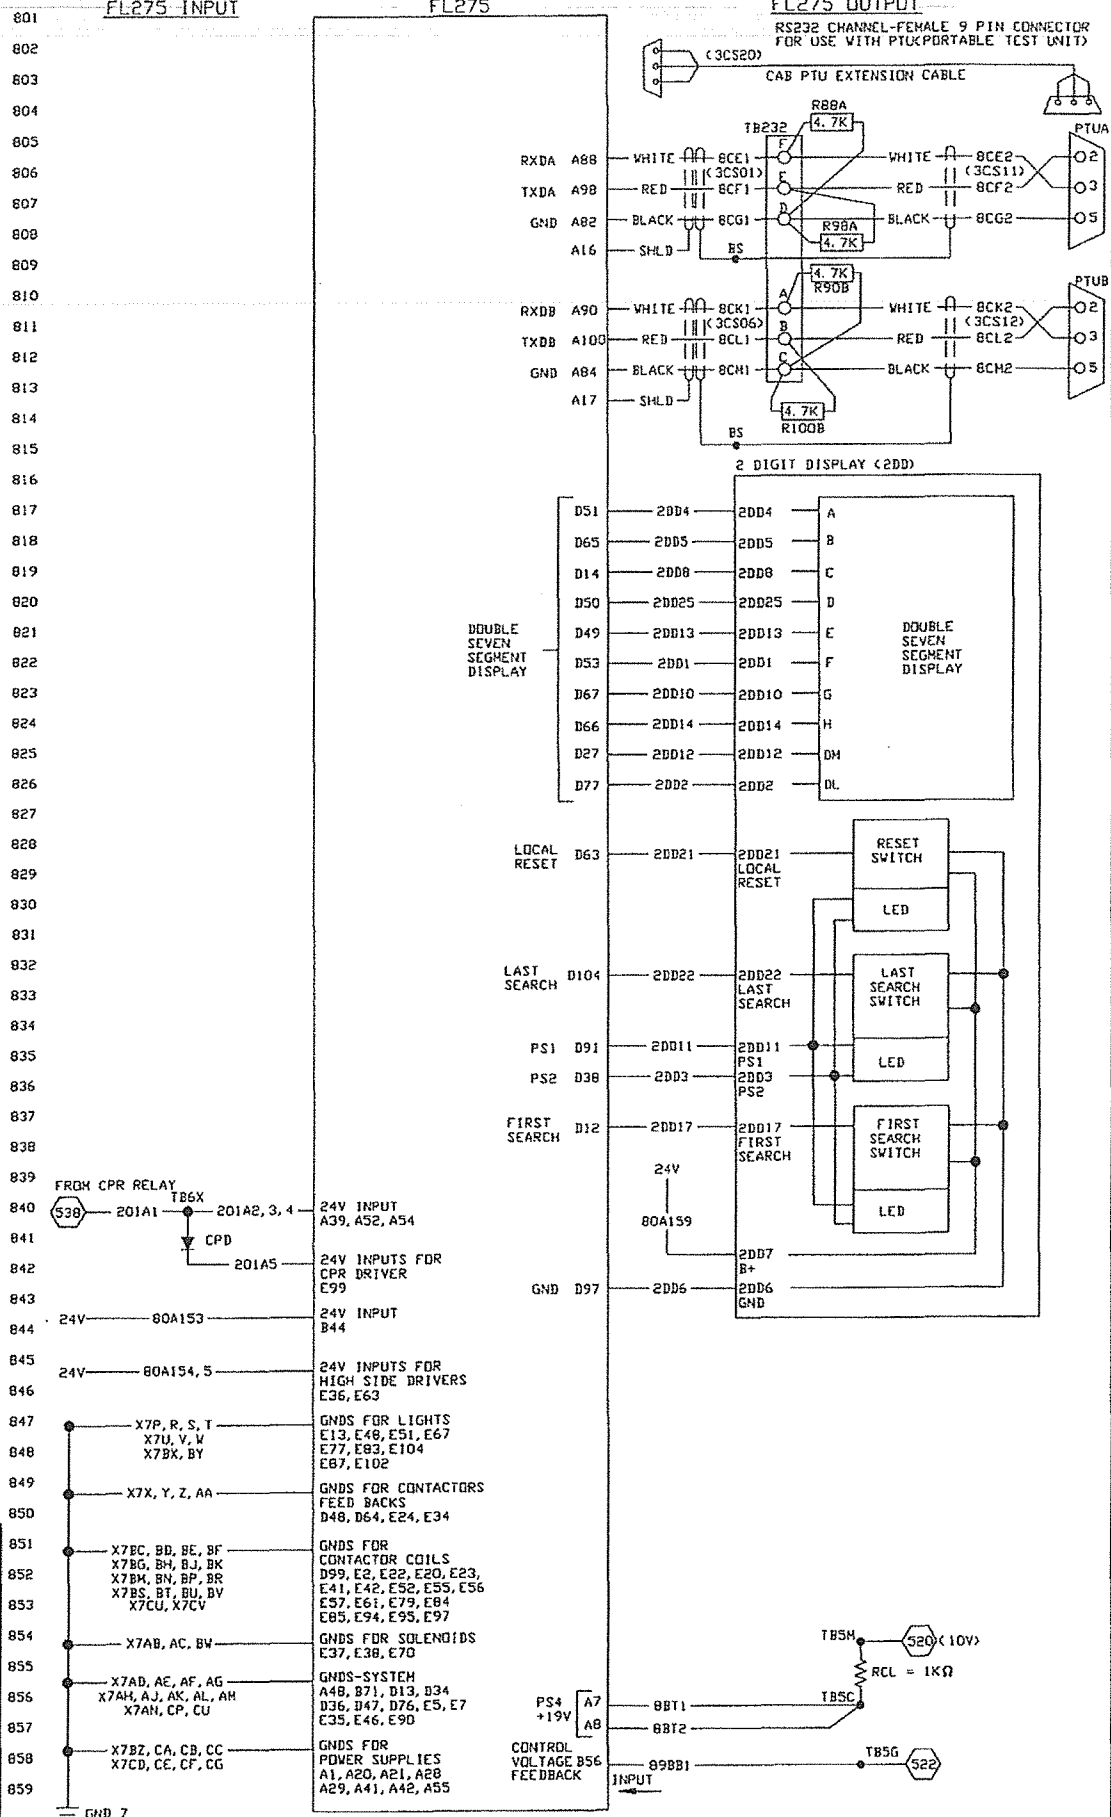 FL275 INPUT
FL275
FL275 OUTPUT
801
802
803
804
805
806
807
808
809
810
811
812
813
814
815
816
817
818
819
820
821
822
823
824
825
826
827
828
829
830
831
832
833
834
835
836
837
838
839
840
841
842
843
844
845
846
847
848
849
850
851
852
853
854
855
856
857
858
859
RS232 CHANNEL-FEMALE 9 PIN CONNECTOR
FOR USE WITH PTU(PORTABLE TEST UNIT)
(3CS20)
CAB PTU EXTENSION CABLE
R88A
4.7K
TB232
PTUA
RXDA A88 WHITE 8CE1 F WHITE 8CE2 2
(3CS01) (3CS11)
TXDA A98 RED 8CF1 E RED 8CF2 3
GND A82 BLACK 8CG1 D BLACK 8CG2 5
R98A
4.7K
A16 SHLD
BS
4.7K
R90B
PTUB
RXDB A90 WHITE 8CK1 A WHITE 8CK2 2
(3CS06) (3CS12)
TXDB A100 RED 8CL1 B RED 8CL2 3
GND A84 BLACK 8CM1 C BLACK 8CM2 5
A17 SHLD
4.7K
R100B
BS
2 DIGIT DISPLAY (2DD)
D51 2DD4 2DD4 A
D65 2DD5 2DD5 B
D14 2DD8 2DD8 C
D50 2DD25 2DD25 D
D49 2DD13 2DD13 E
D53 2DD1 2DD1 F
D67 2DD10 2DD10 G
D66 2DD14 2DD14 H
D27 2DD12 2DD12 DM
D77 2DD2 2DD2 DL
DOUBLE
SEVEN
SEGMENT
DISPLAY
DOUBLE
SEVEN
SEGMENT
DISPLAY
LOCAL
RESET
D63 2DD21 2DD21
LOCAL
RESET
RESET
SWITCH
LED
LAST
SEARCH
D104 2DD22 2DD22
LAST
SEARCH
LAST
SEARCH
SWITCH
PS1 D91 2DD11 2DD11
PS1
LED
PS2 D38 2DD3 2DD3
PS2
FIRST
SEARCH
D12 2DD17 2DD17
FIRST
SEARCH
FIRST
SEARCH
SWITCH
LED
24V
80A159
2DD7
B+
GND D97 2DD6 2DD6
GND
FROM CPR RELAY
538 201A1 TB6X 201A2, 3, 4
24V INPUT
A39, A52, A54
CPD
201A5
24V INPUTS FOR
CPR DRIVER
E99
24V 80A153
24V INPUT
B44
24V 80A154, 5
24V INPUTS FOR
HIGH SIDE DRIVERS
E36, E63
X7P, R, S, T
X7U, V, W
X7BX, BY
GNDS FOR LIGHTS
E13, E48, E51, E67
E77, E83, E104
E87, E102
X7X, Y, Z, AA
GNDS FOR CONTACTORS
FEED BACKS
D48, D64, E24, E34
X7BC, BD, BE, BF
X7BG, BH, BJ, BK
X7BM, BN, BP, BR
X7BS, BT, BU, BV
X7CU, X7CV
GNDS FOR
CONTACTOR COILS
D99, E2, E22, E20, E23,
E41, E42, E52, E55, E56
E57, E61, E79, E84
E85, E94, E95, E97
X7AB, AC, BW
GNDS FOR SOLENOIDS
E37, E38, E70
X7AD, AE, AF, AG
X7AH, AJ, AK, AL, AM
X7AN, CP, CU
GNDS-SYSTEM
A48, B71, D13, D34
D36, D47, D76, E5, E7
E35, E46, E90
X7BZ, CA, CB, CC
X7CD, CE, CF, CG
GNDS FOR
POWER SUPPLIES
A1, A20, A21, A28
A29, A41, A42, A55
GND 7
TB5M 520 (10V)
RCL = 1KΩ
TB5C
PS4
+19V
A7 8BT1
A8 8BT2
CONTROL
VOLTAGE B56
FEEDBACK
89BB1
TB5G
522
INPUT